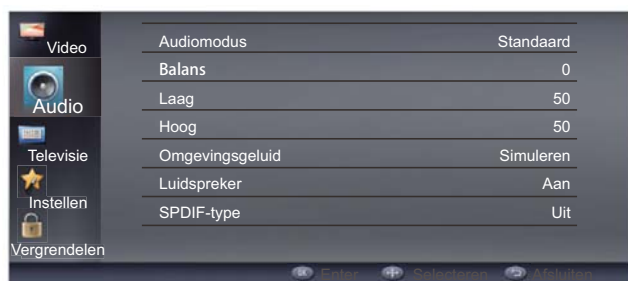 Video
Audio
Televisie
Instellen
Vergrendelen
Audiomodus Standaard
Balans 0
Laag 50
Hoog 50
Omgevingsgeluid Simuleren
Luidspreker Aan
SPDIF-type Uit
Enter Selecteren Afsluiten